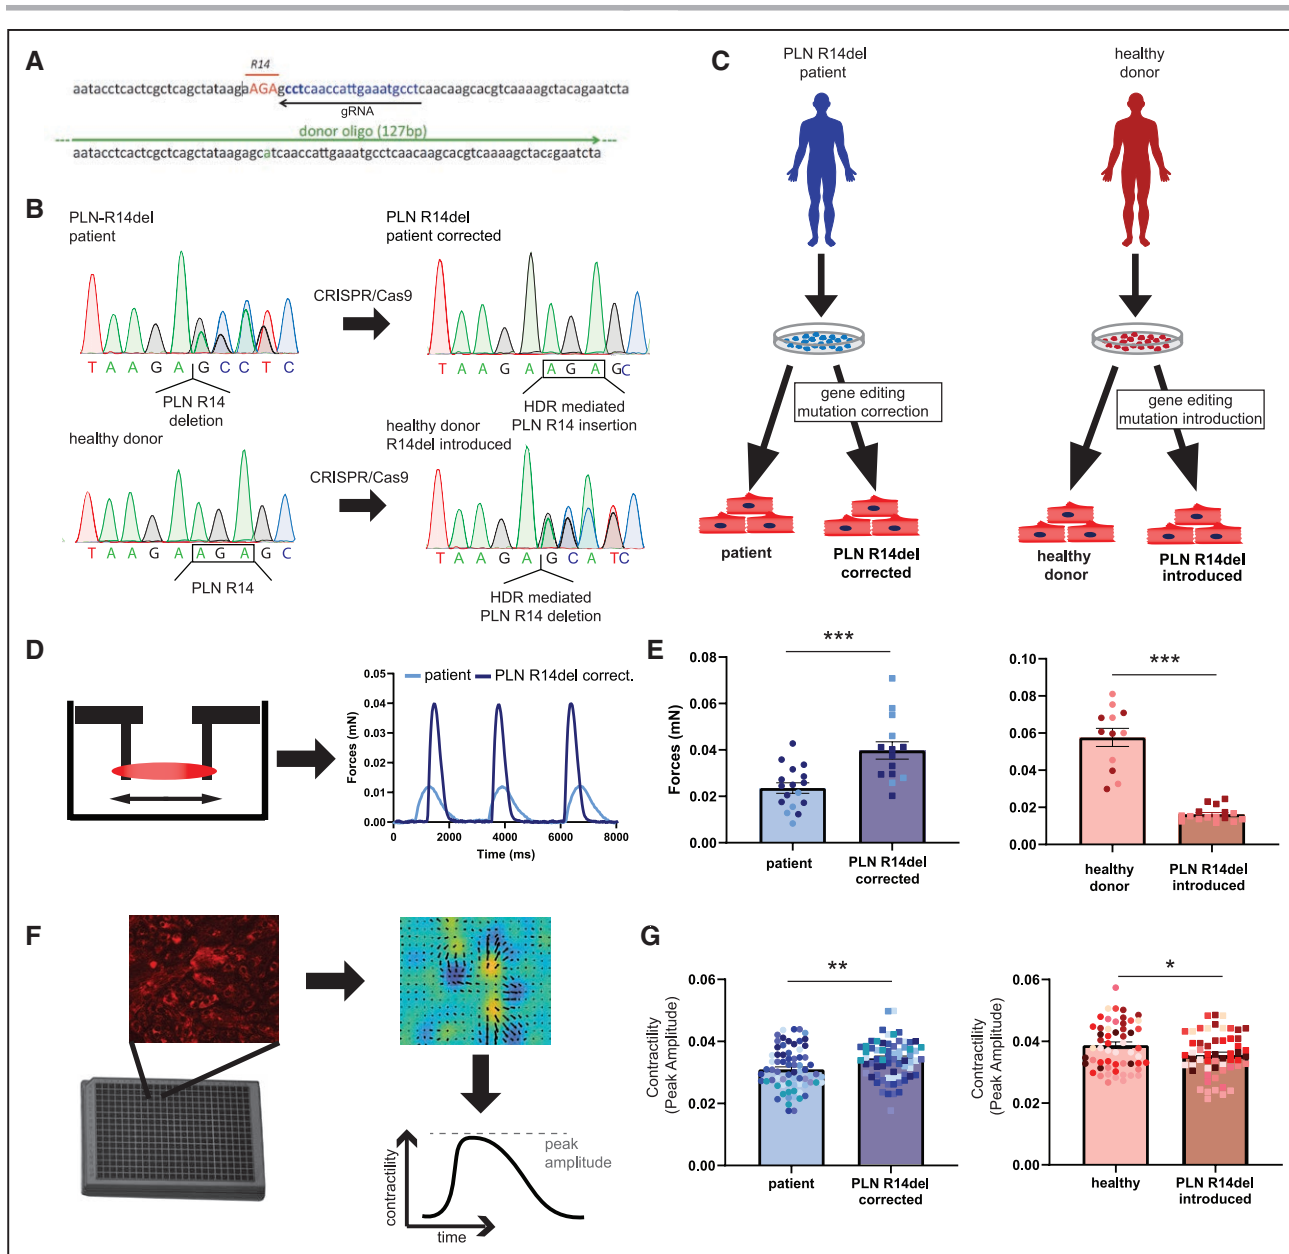 A
R14
aatacctcactcgctcagctataagaAGAgcctcaaccattgaaatgcctcaacaagcacgtcaaaagctacagaatcta
gRNA
donor oligo (127bp)
aatacctcactcgctcagctataagagcatcaaccattgaaatgcctcaacaagcacgtcaaaagctacagaatcta
B
PLN-R14del
patient
CRISPR/Cas9
PLN R14del
patient corrected
T A A G A G C C T C
PLN R14
deletion
T A A G A A G A G C
HDR mediated
PLN R14 insertion
healthy donor
CRISPR/Cas9
healthy donor
R14del introduced
T A A G A A G A G C
PLN R14
T A A G A G C A T C
HDR mediated
PLN R14 deletion
C
PLN R14del
patient
healthy
donor
gene editing
mutation correction
gene editing
mutation introduction
patient
PLN R14del
corrected
healthy
donor
PLN R14del
introduced
D
patient
PLN R14del correct.
Forces (mN)
0.05
0.04
0.03
0.02
0.01
0.00
0
2000
4000
6000
8000
Time (ms)
E
***
Forces (mN)
0.08
0.06
0.04
0.02
0.00
patient
PLN R14del
corrected
***
0.10
0.08
0.06
0.04
0.02
0.00
healthy
donor
PLN R14del
introduced
F
contractility
time
peak
amplitude
G
**
Contractility
(Peak Amplitude)
0.06
0.04
0.02
0.00
patient
PLN R14del
corrected
*
Contractility
(Peak Amplitude)
0.06
0.04
0.02
0.00
healthy
PLN R14del
introduced